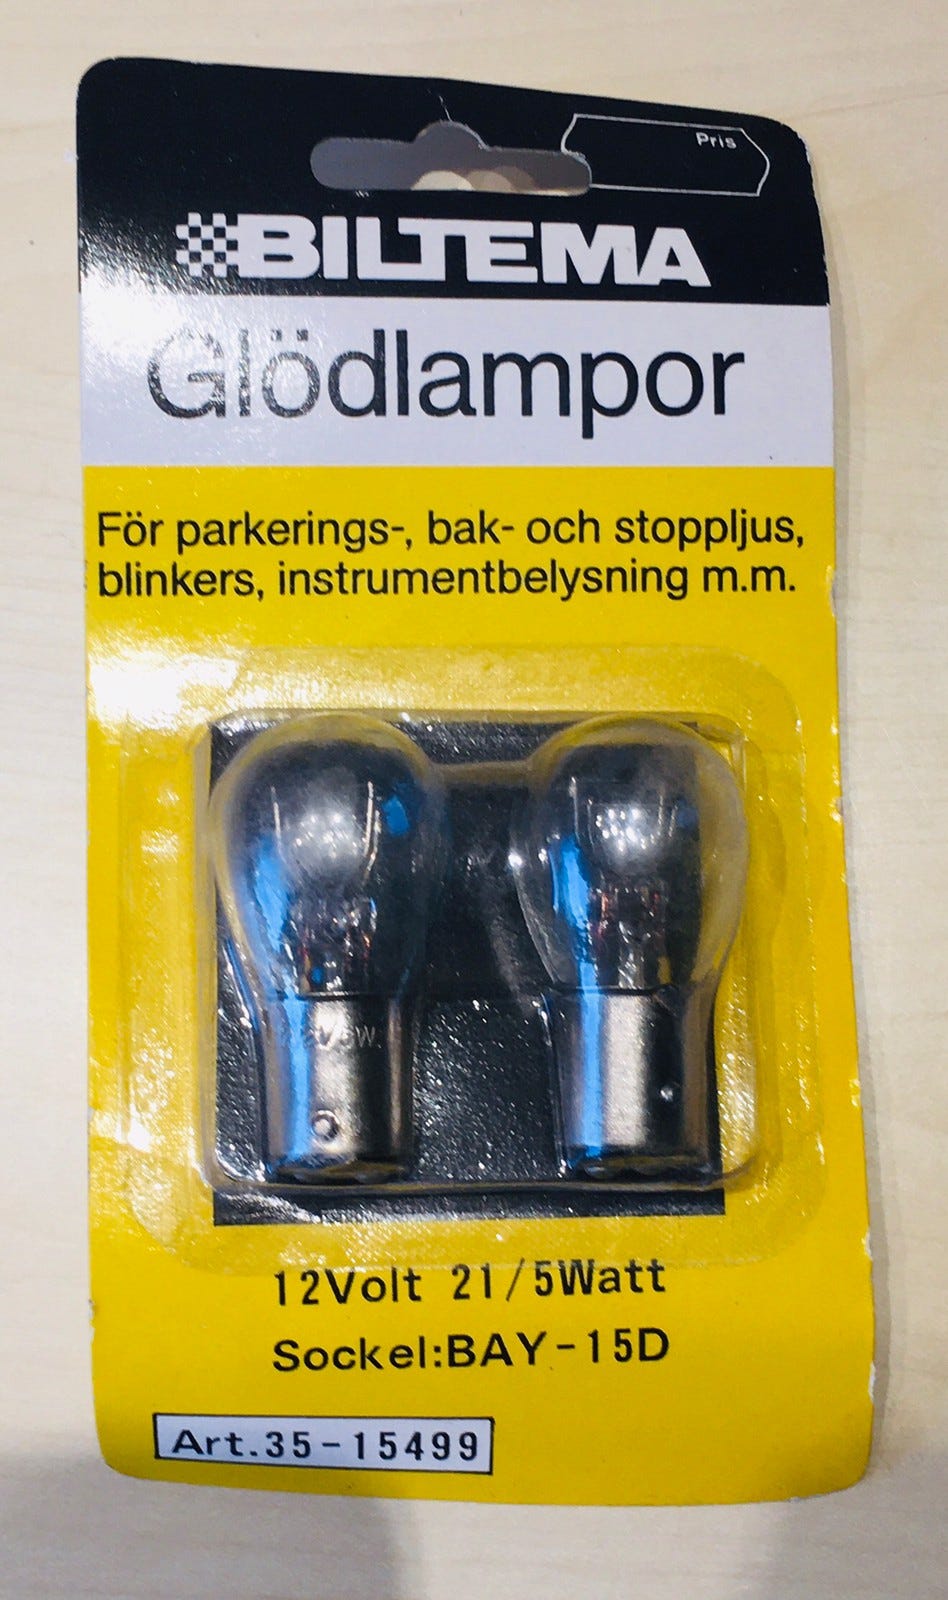 Pris
BILTEMA
Glödlampor
För parkerings-, bak- och stoppljus,
blinkers, instrumentbelysning m.m.
12Volt 21/5Watt
Sockel:BAY-15D
Art.35-15499